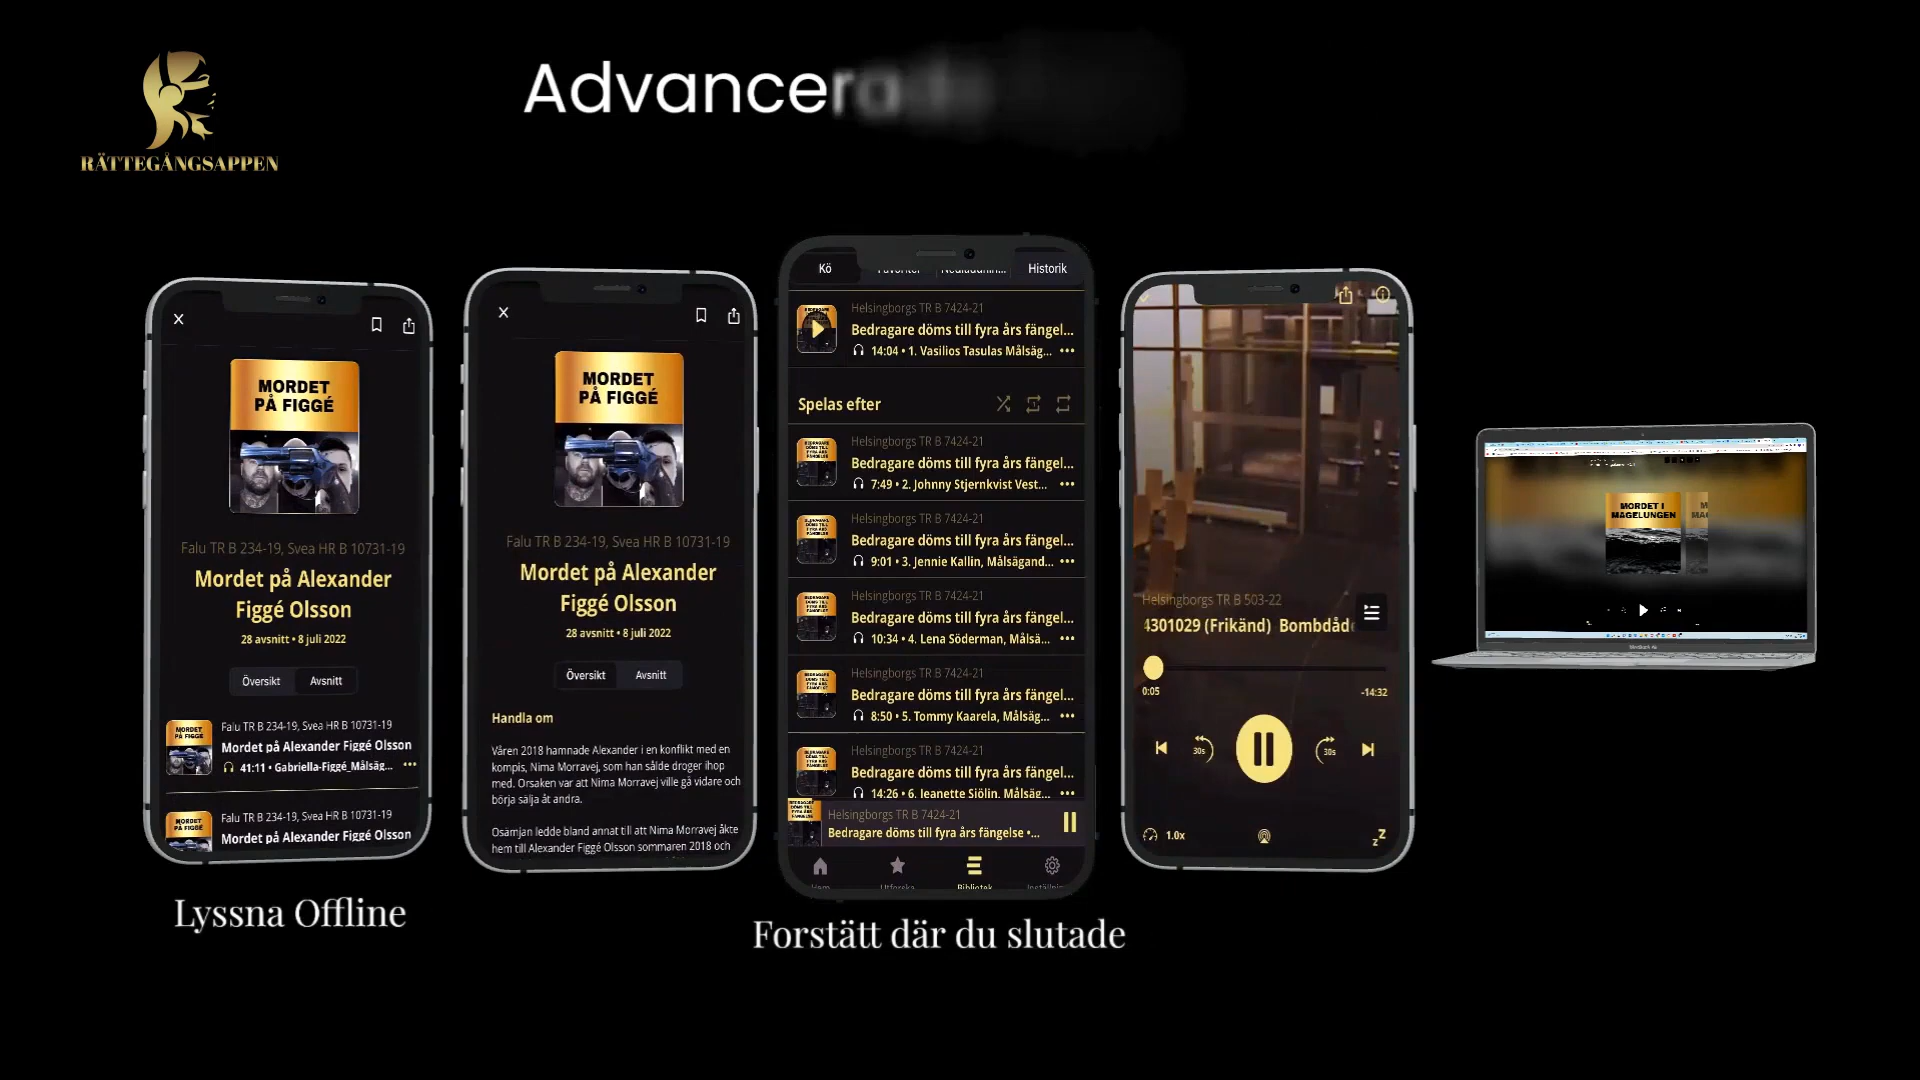 Advancera
RÄTTEGÅNGSAPPEN
MORDET
PÅ FIGGÉ
Falu TR B 234-19, Svea HR B 10731-19
Mordet på Alexander
Figgé Olsson
28 avsnitt • 8 juli 2022
Översikt Avsnitt
MORDET
PÅ FIGGÉ
Falu TR B 234-19, Svea HR B 10731-19
Mordet på Alexander Figgé Olsson
41:11 • Gabriella-Figgé_Målsäg...
MORDET
Falu TR B 234-19, Svea HR B 10731-19
Mordet på Alexander Figgé Olsson
Lyssna Offline
MORDET
PÅ FIGGÉ
Falu TR B 234-19, Svea HR B 10731-19
Mordet på Alexander
Figgé Olsson
28 avsnitt • 8 juli 2022
Översikt Avsnitt
Handla om
Våren 2018 hamnade Alexander i en konflikt med en
kompis, Nima Morravej, som han sålde droger ihop
med. Orsaken var att Nima Morravej ville gå vidare och
börja sälja åt andra.
Osämjan ledde bland annat till att Nima Morravej åkte
hem till Alexander Figgé Olsson sommaren 2018 och
Kö Historik
Helsingborgs TR B 7424-21
Bedragare döms till fyra års fängel...
14:04 • 1. Vasilios Tasulas Målsäg...
Spelas efter
Helsingborgs TR B 7424-21
Bedragare döms till fyra års fängel...
7:49 • 2. Johnny Stjernkvist Vest...
Helsingborgs TR B 7424-21
Bedragare döms till fyra års fängel...
9:01 • 3. Jennie Kallin, Målsägand...
Helsingborgs TR B 7424-21
Bedragare döms till fyra års fängel...
10:34 • 4. Lena Söderman, Målsä...
Helsingborgs TR B 7424-21
Bedragare döms till fyra års fängel...
8:50 • 5. Tommy Kaarela, Målsäg...
Helsingborgs TR B 7424-21
Bedragare döms till fyra års fängel...
14:26 • 6. Jeanette Sjölin, Målsäg...
Helsingborgs TR B 7424-21
Bedragare döms till fyra års fängelse •...
Bibliotek
Forstätt där du slutade
Helsingborgs TR B 503-22
4301029 (Frikänd) Bombdåd
0:05 -14:32
30s 30s
1.0x
MORDET I
MAGELUNGEN